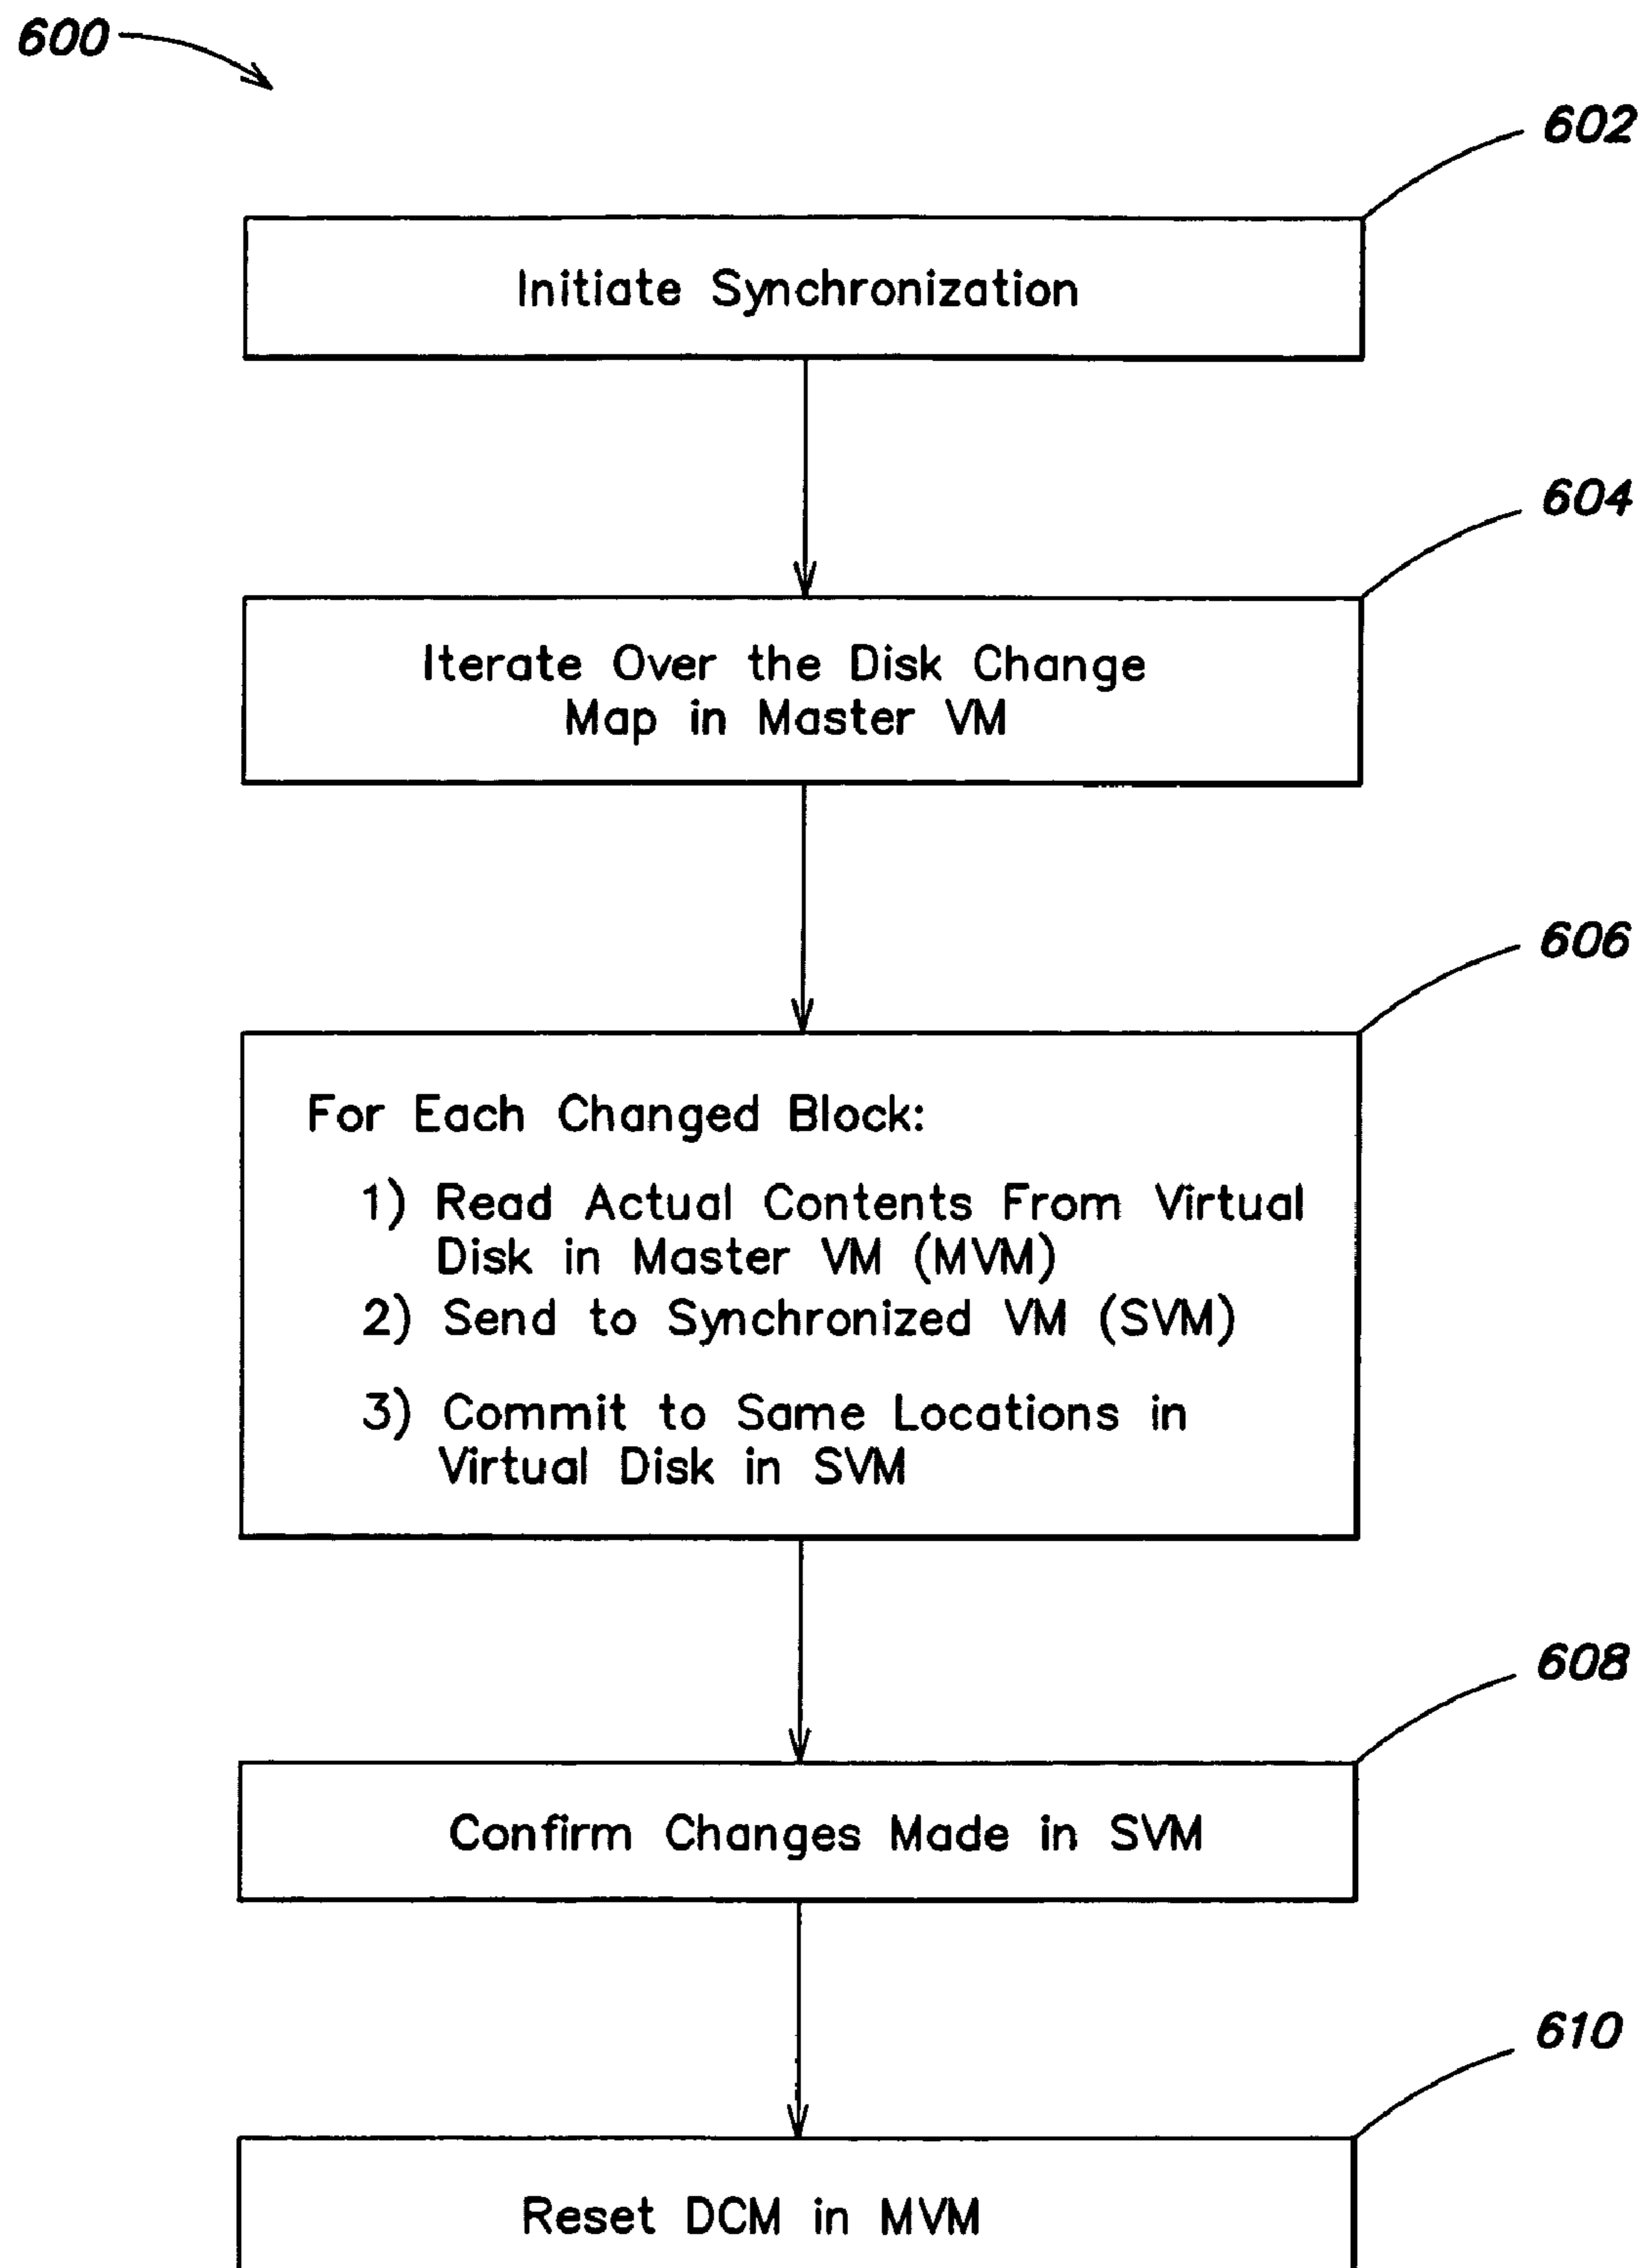 600
602
Initiate Synchronization
604
Iterate Over the Disk Change
Map in Master VM
606
For Each Changed Block:
1) Read Actual Contents From Virtual
Disk in Master VM (MVM)
2) Send to Synchronized VM (SVM)
3) Commit to Same Locations in
Virtual Disk in SVM
608
Confirm Changes Made in SVM
610
Reset DCM in MVM